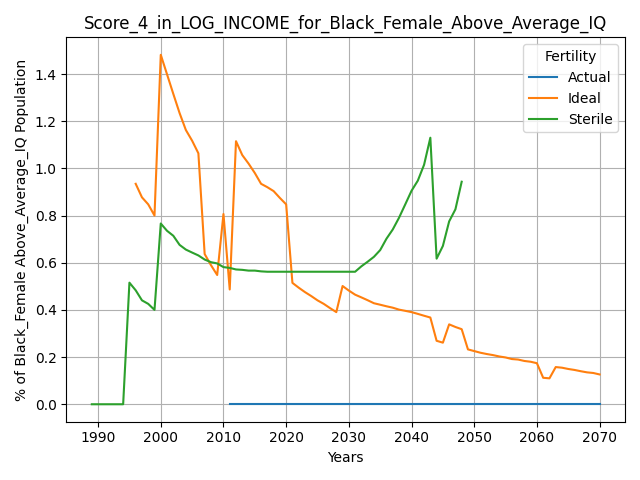 Score_4_in_LOG_INCOME_for_Black_Female_Above_Average_IQ
% of Black_Female Above_Average_IQ Population
1.4
1.2
1.0
0.8
0.6
0.4
0.2
0.0
Fertility
Actual
Ideal
Sterile
1990 2000 2010 2020 2030 2040 2050 2060 2070
Years